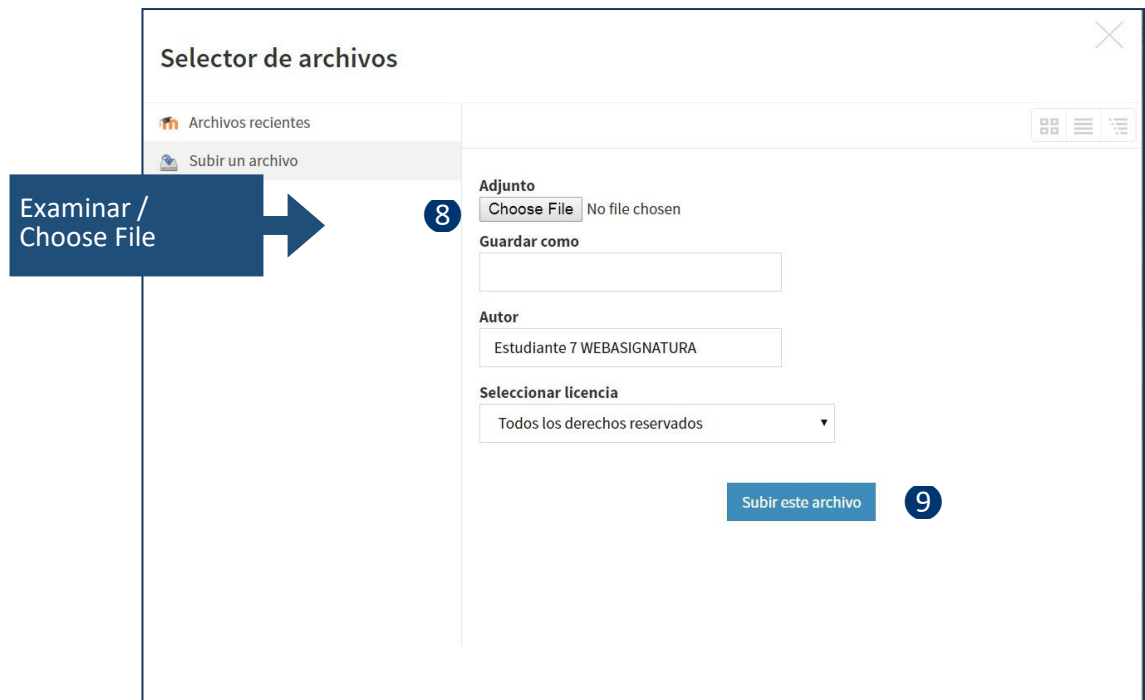 Selector de archivos
Archivos recientes
Subir un archivo
Examinar /
Choose File
8
Adjunto
Choose File No file chosen
Guardar como
Autor
Estudiante 7 WEBASIGNATURA
Seleccionar licencia
Todos los derechos reservados
Subir este archivo
9